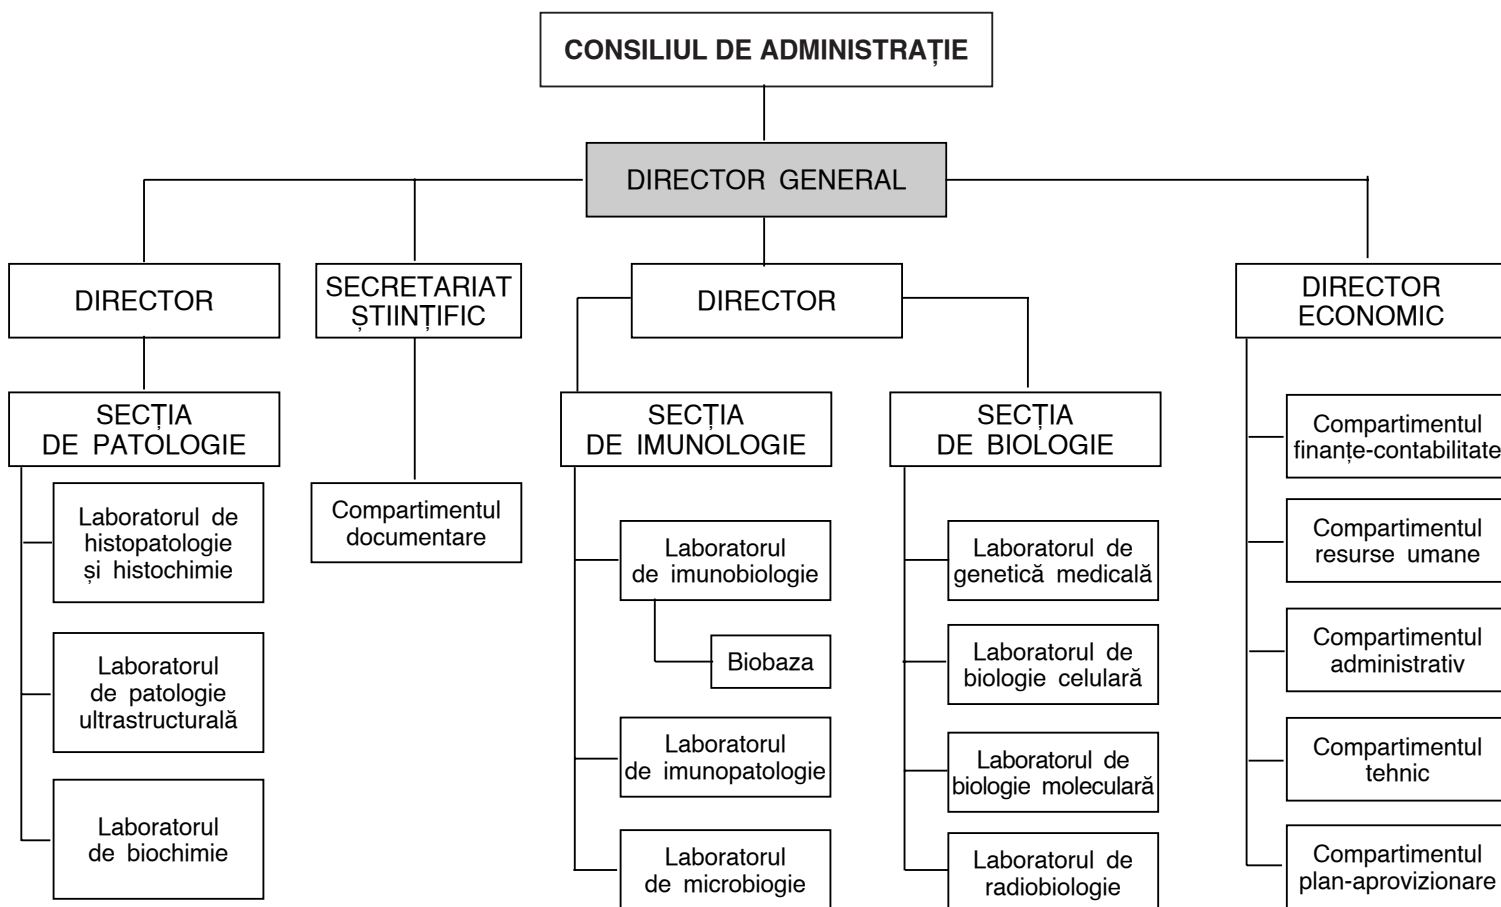 CONSILIUL DE ADMINISTRAȚIE
DIRECTOR GENERAL
DIRECTOR
SECRETARIAT
ȘTIINȚIFIC
DIRECTOR
DIRECTOR
ECONOMIC
SECȚIA
DE PATOLOGIE
Laboratorul de
histopatologie
și histochimie
Laboratorul
de patologie
ultrastructurală
Laboratorul
de biochimie
Compartimentul
documentare
SECȚIA
DE IMUNOLOGIE
Laboratorul
de imunobiologie
Biobaza
Laboratorul
de imunopatologie
Laboratorul
de microbiogie
SECȚIA
DE BIOLOGIE
Laboratorul de
genetică medicală
Laboratorul de
biologie celulară
Laboratorul de
biologie moleculară
Laboratorul de
radiobiologie
Compartimentul
finanțe-contabilitate
Compartimentul
resurse umane
Compartimentul
administrativ
Compartimentul
tehnic
Compartimentul
plan-aprovizionare